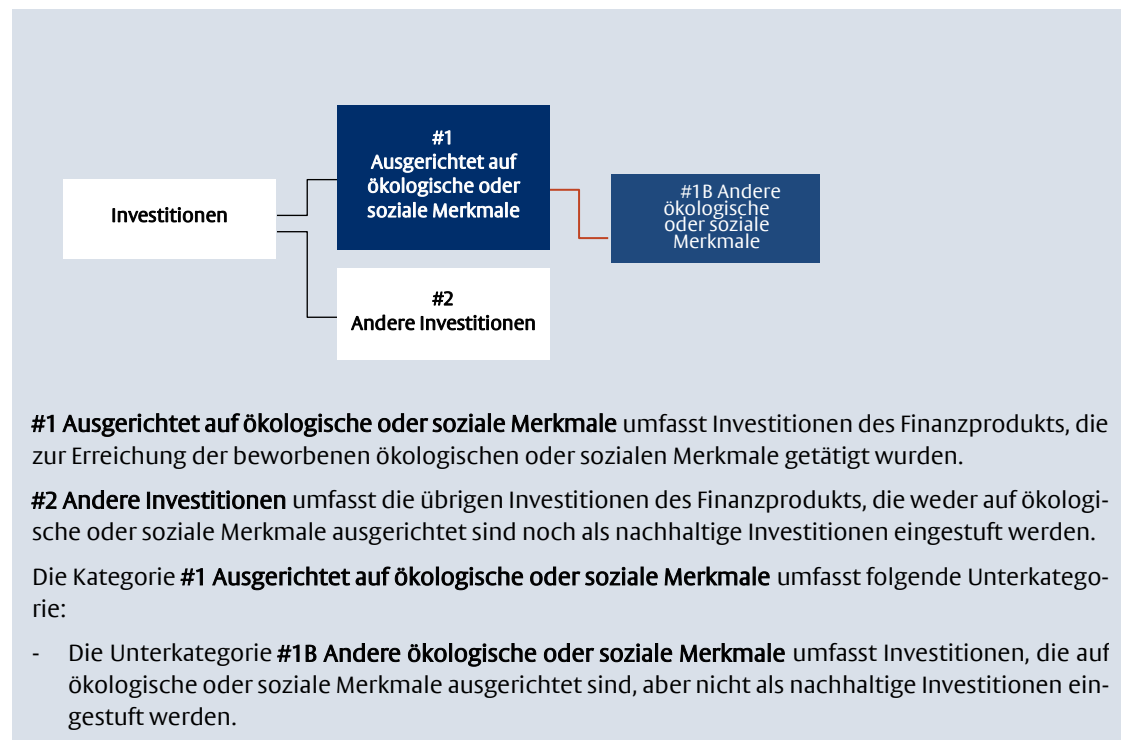 #1
Ausgerichtet auf
ökologische oder
soziale Merkmale
Investitionen
#1B Andere
ökologische
oder soziale
Merkmale
#2
Andere Investitionen
#1 Ausgerichtet auf ökologische oder soziale Merkmale umfasst Investitionen des Finanzprodukts, die
zur Erreichung der beworbenen ökologischen oder sozialen Merkmale getätigt wurden.
#2 Andere Investitionen umfasst die übrigen Investitionen des Finanzprodukts, die weder auf ökologi-
sche oder soziale Merkmale ausgerichtet sind noch als nachhaltige Investitionen eingestuft werden.
Die Kategorie #1 Ausgerichtet auf ökologische oder soziale Merkmale umfasst folgende Unterkatego-
rie:
- Die Unterkategorie #1B Andere ökologische oder soziale Merkmale umfasst Investitionen, die auf
ökologische oder soziale Merkmale ausgerichtet sind, aber nicht als nachhaltige Investitionen ein-
gestuft werden.